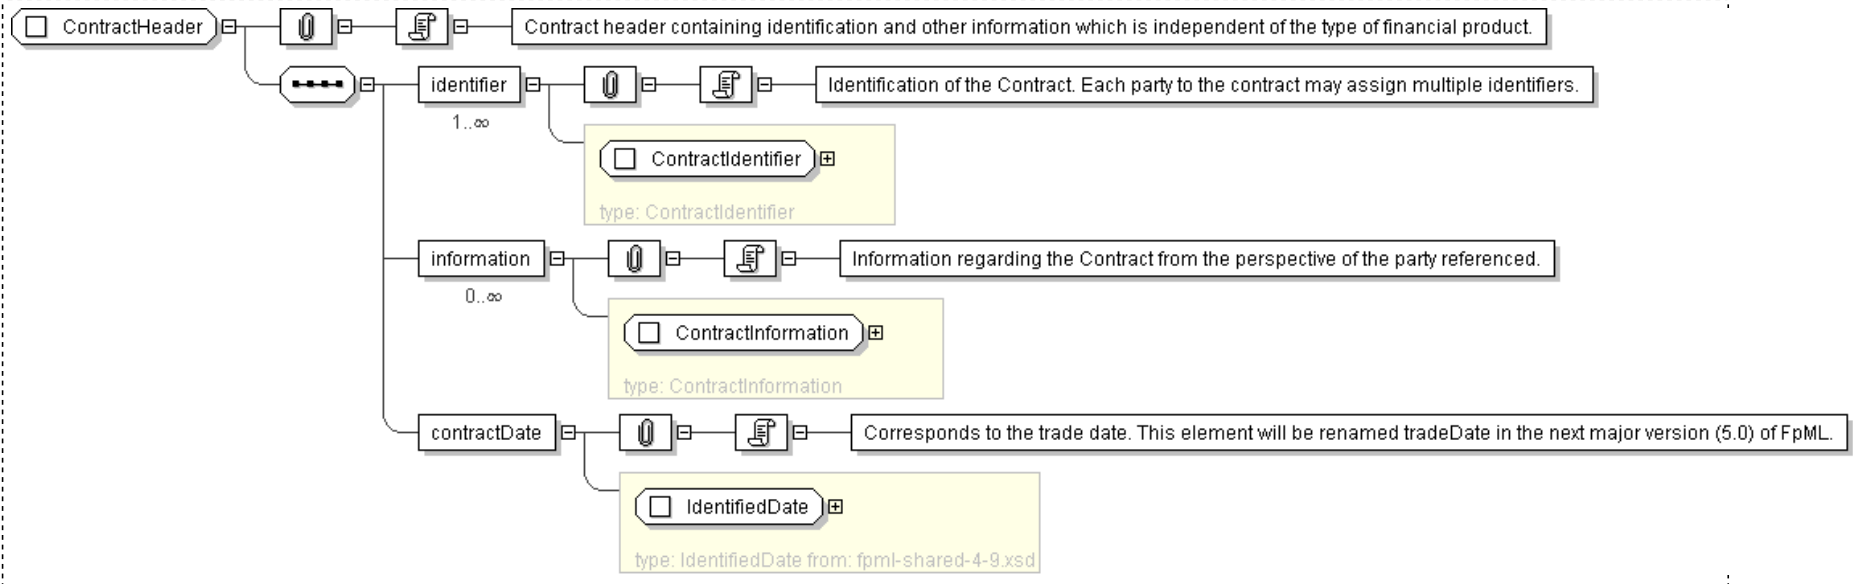 ContractHeader
Contract header containing identification and other information which is independent of the type of financial product.
identifier
Identification of the Contract. Each party to the contract may assign multiple identifiers.
1..∞
ContractIdentifier
type: ContractIdentifier
information
Information regarding the Contract from the perspective of the party referenced.
0..∞
ContractInformation
type: ContractInformation
contractDate
Corresponds to the trade date. This element will be renamed tradeDate in the next major version (5.0) of FpML.
IdentifiedDate
type: IdentifiedDate from: fpml-shared-4-9.xsd